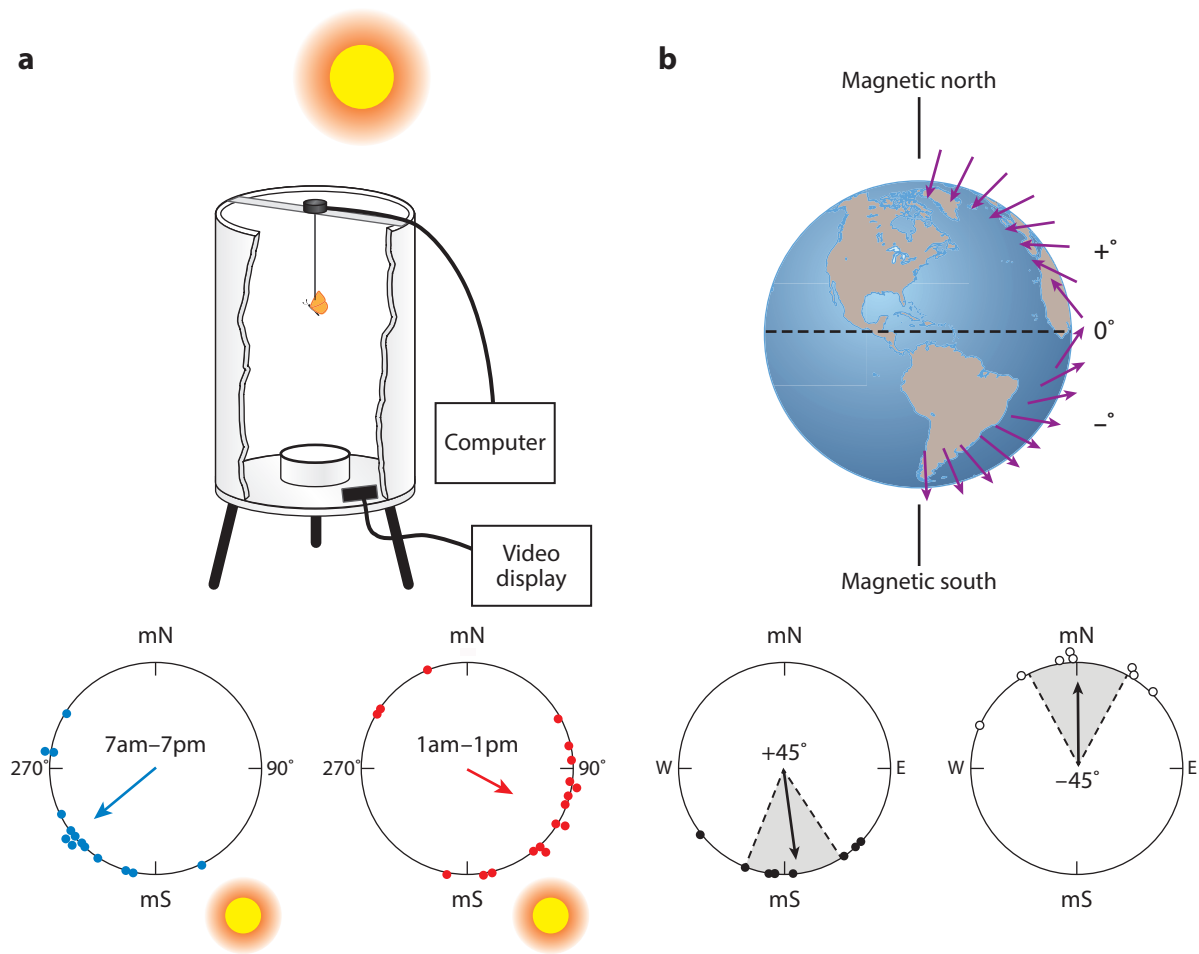 a
Computer
Video
display
mN
7am–7pm
270°
90°
mS
mN
1am–1pm
90°
mS
b
Magnetic north
+°
0°
–°
Magnetic south
mN
+45°
W
E
mS
mN
–45°
W
E
mS